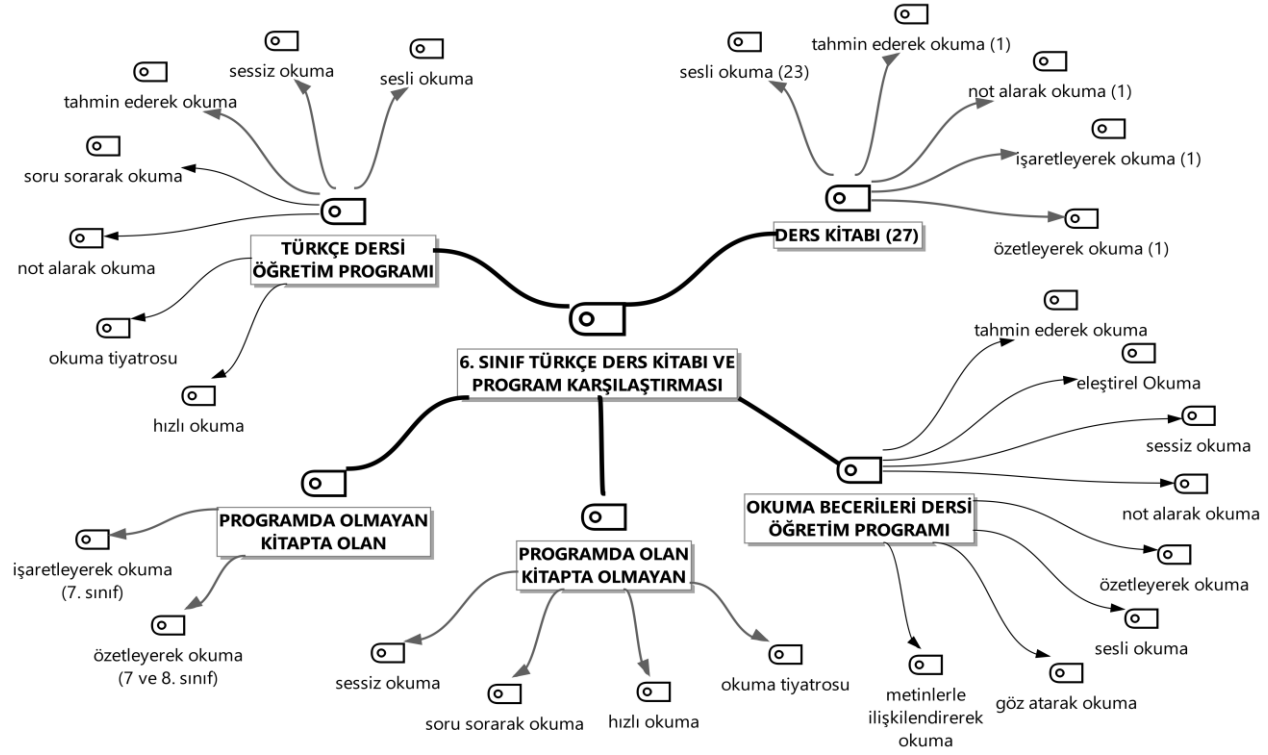 sessiz okuma
sesli okuma
tahmin ederek okuma
soru sorarak okuma
not alarak okuma
TÜRKÇE DERSİ
ÖĞRETİM PROGRAMI
okuma tiyatrosu
hızlı okuma
tahmin ederek okuma (1)
sesli okuma (23)
not alarak okuma (1)
işaretleyerek okuma (1)
DERS KİTABI (27)
özetleyerek okuma (1)
6. SINIF TÜRKÇE DERS KİTABI VE
PROGRAM KARŞILAŞTIRMASI
tahmin ederek okuma
eleştirel Okuma
sessiz okuma
not alarak okuma
OKUMA BECERİLERİ DERSİ
ÖĞRETİM PROGRAMI
özetleyerek okuma
sesli okuma
göz atarak okuma
metinlerle
ilişkilendirerek
okuma
PROGRAMDA OLMAYAN
KİTAPTA OLAN
işaretleyerek okuma
(7. sınıf)
özetleyerek okuma
(7 ve 8. sınıf)
PROGRAMDA OLAN
KİTAPTA OLMAYAN
sessiz okuma
soru sorarak okuma
hızlı okuma
okuma tiyatrosu